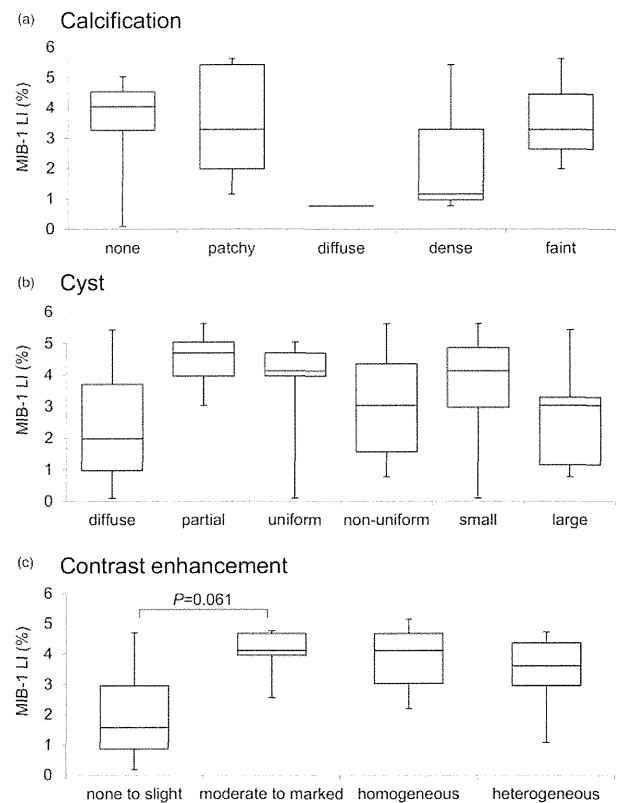 (a) Calcification
MIB-1 LI (%)
6
5
4
3
2
1
0
none patchy diffuse dense faint
(b) Cyst
MIB-1 LI (%)
6
5
4
3
2
1
0
diffuse partial uniform non-uniform small large
(c) Contrast enhancement
MIB-1 LI (%)
6
5
4
3
2
1
0
P=0.061
none to slight moderate to marked homogeneous heterogeneous